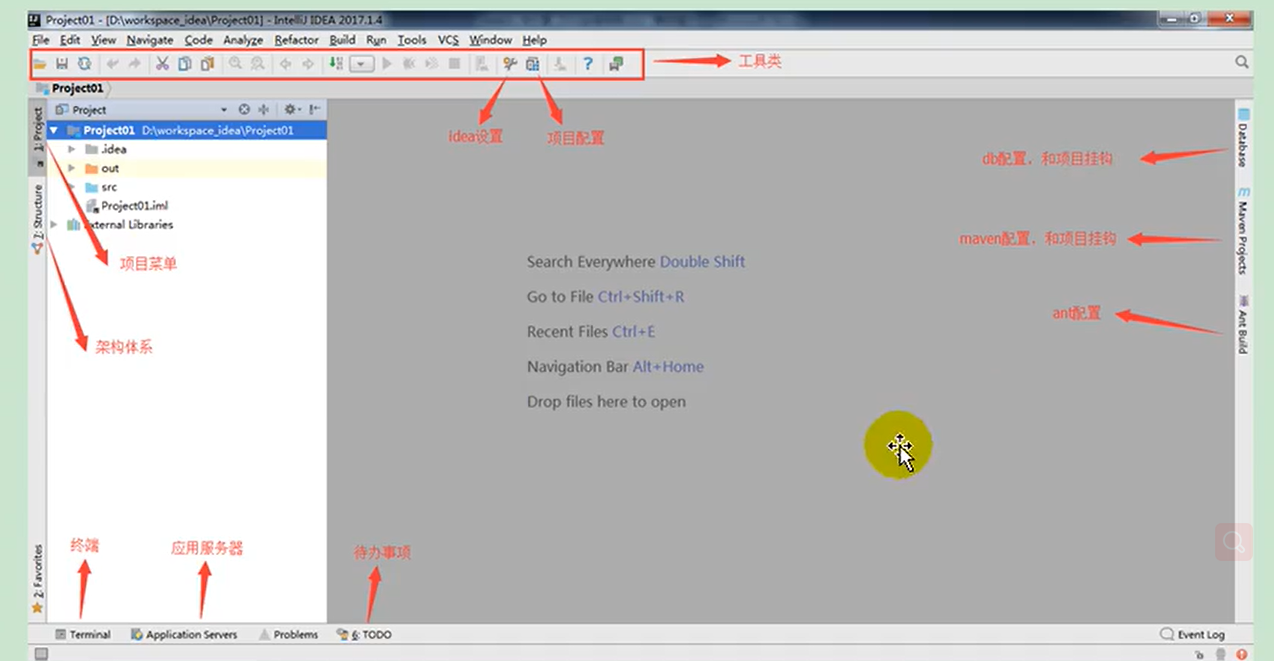 Project01 - [D:\workspace_idea\Project01] - IntelliJ IDEA 2017.1.4
File Edit View Navigate Code Analyze Refactor Build Run Tools VCS Window Help
工具类
Project01
Project
idea设置
项目配置
1: Project
Project01 D:\workspace_idea\Project01
.idea
out
src
Project01.iml
External Libraries
7: Structure
项目菜单
架构体系
db配置，和项目挂钩
Database
maven配置，和项目挂钩
Maven Projects
ant配置
Ant Build
Search Everywhere Double Shift
Go to File Ctrl+Shift+R
Recent Files Ctrl+E
Navigation Bar Alt+Home
Drop files here to open
2: Favorites
终端
应用服务器
待办事项
Terminal Application Servers Problems 6: TODO Event Log